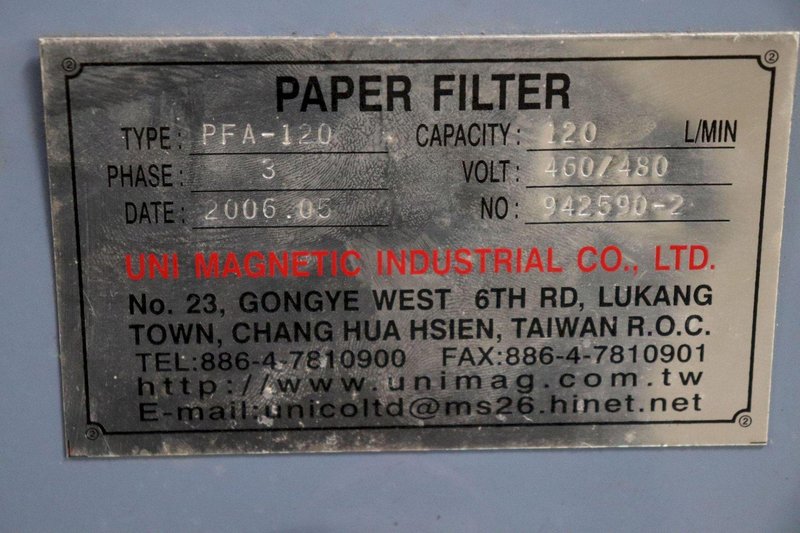 PAPER FILTER
TYPE: PFA-120 CAPACITY: 120 L/MIN
PHASE: 3 VOLT: 460/480
DATE: 2006.05 NO: 942590-2
UNI MAGNETIC INDUSTRIAL CO., LTD.
No. 23, GONGYE WEST 6TH RD, LUKANG
TOWN, CHANG HUA HSIEN, TAIWAN R.O.C.
TEL:886-4-7810900 FAX:886-4-7810901
http://www.unimag.com.tw
E-mail:unicoltd@ms26.hinet.net